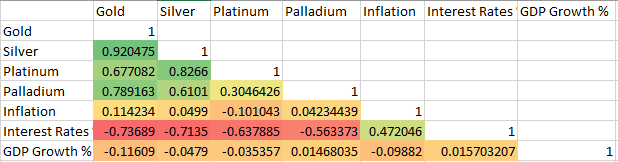 Gold Silver Platinum Palladium Inflation Interest Rates GDP Growth %
Gold 1
Silver 0.920475 1
Platinum 0.677082 0.8266 1
Palladium 0.789163 0.6101 0.3046426 1
Inflation 0.114234 0.0499 -0.101043 0.04234439 1
Interest Rates -0.73689 -0.7135 -0.637885 -0.563373 0.472046 1
GDP Growth % -0.11609 -0.0479 -0.035357 0.01468035 -0.09882 0.015703207 1